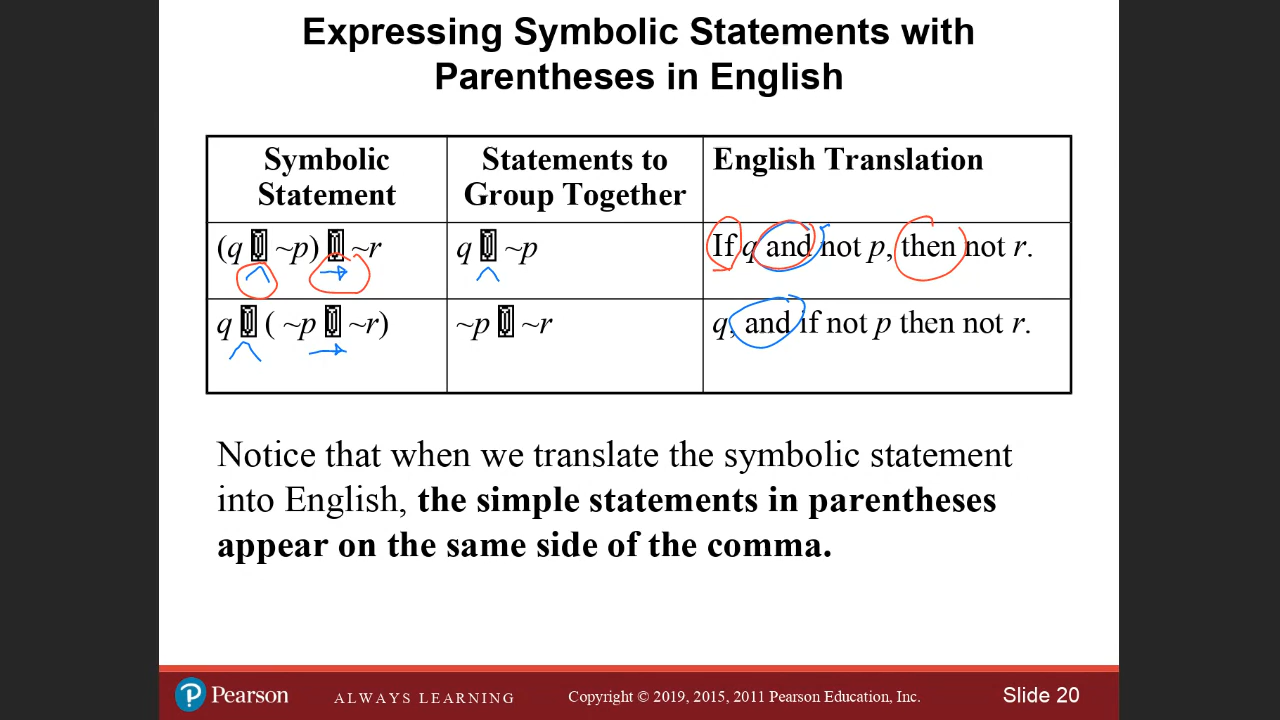 Expressing Symbolic Statements with
Parentheses in English
Symbolic
Statement
Statements to
Group Together
English Translation
(q ▯ ~p) ▯ ~r
∧ →
q ▯ ~p
∧
If q and not p, then not r.
q ▯ ( ~p ▯ ~r)
∧ →
~p ▯ ~r
q, and if not p then not r.
Notice that when we translate the symbolic statement
into English, the simple statements in parentheses
appear on the same side of the comma.
Pearson
ALWAYS LEARNING
Copyright © 2019, 2015, 2011 Pearson Education, Inc.
Slide 20